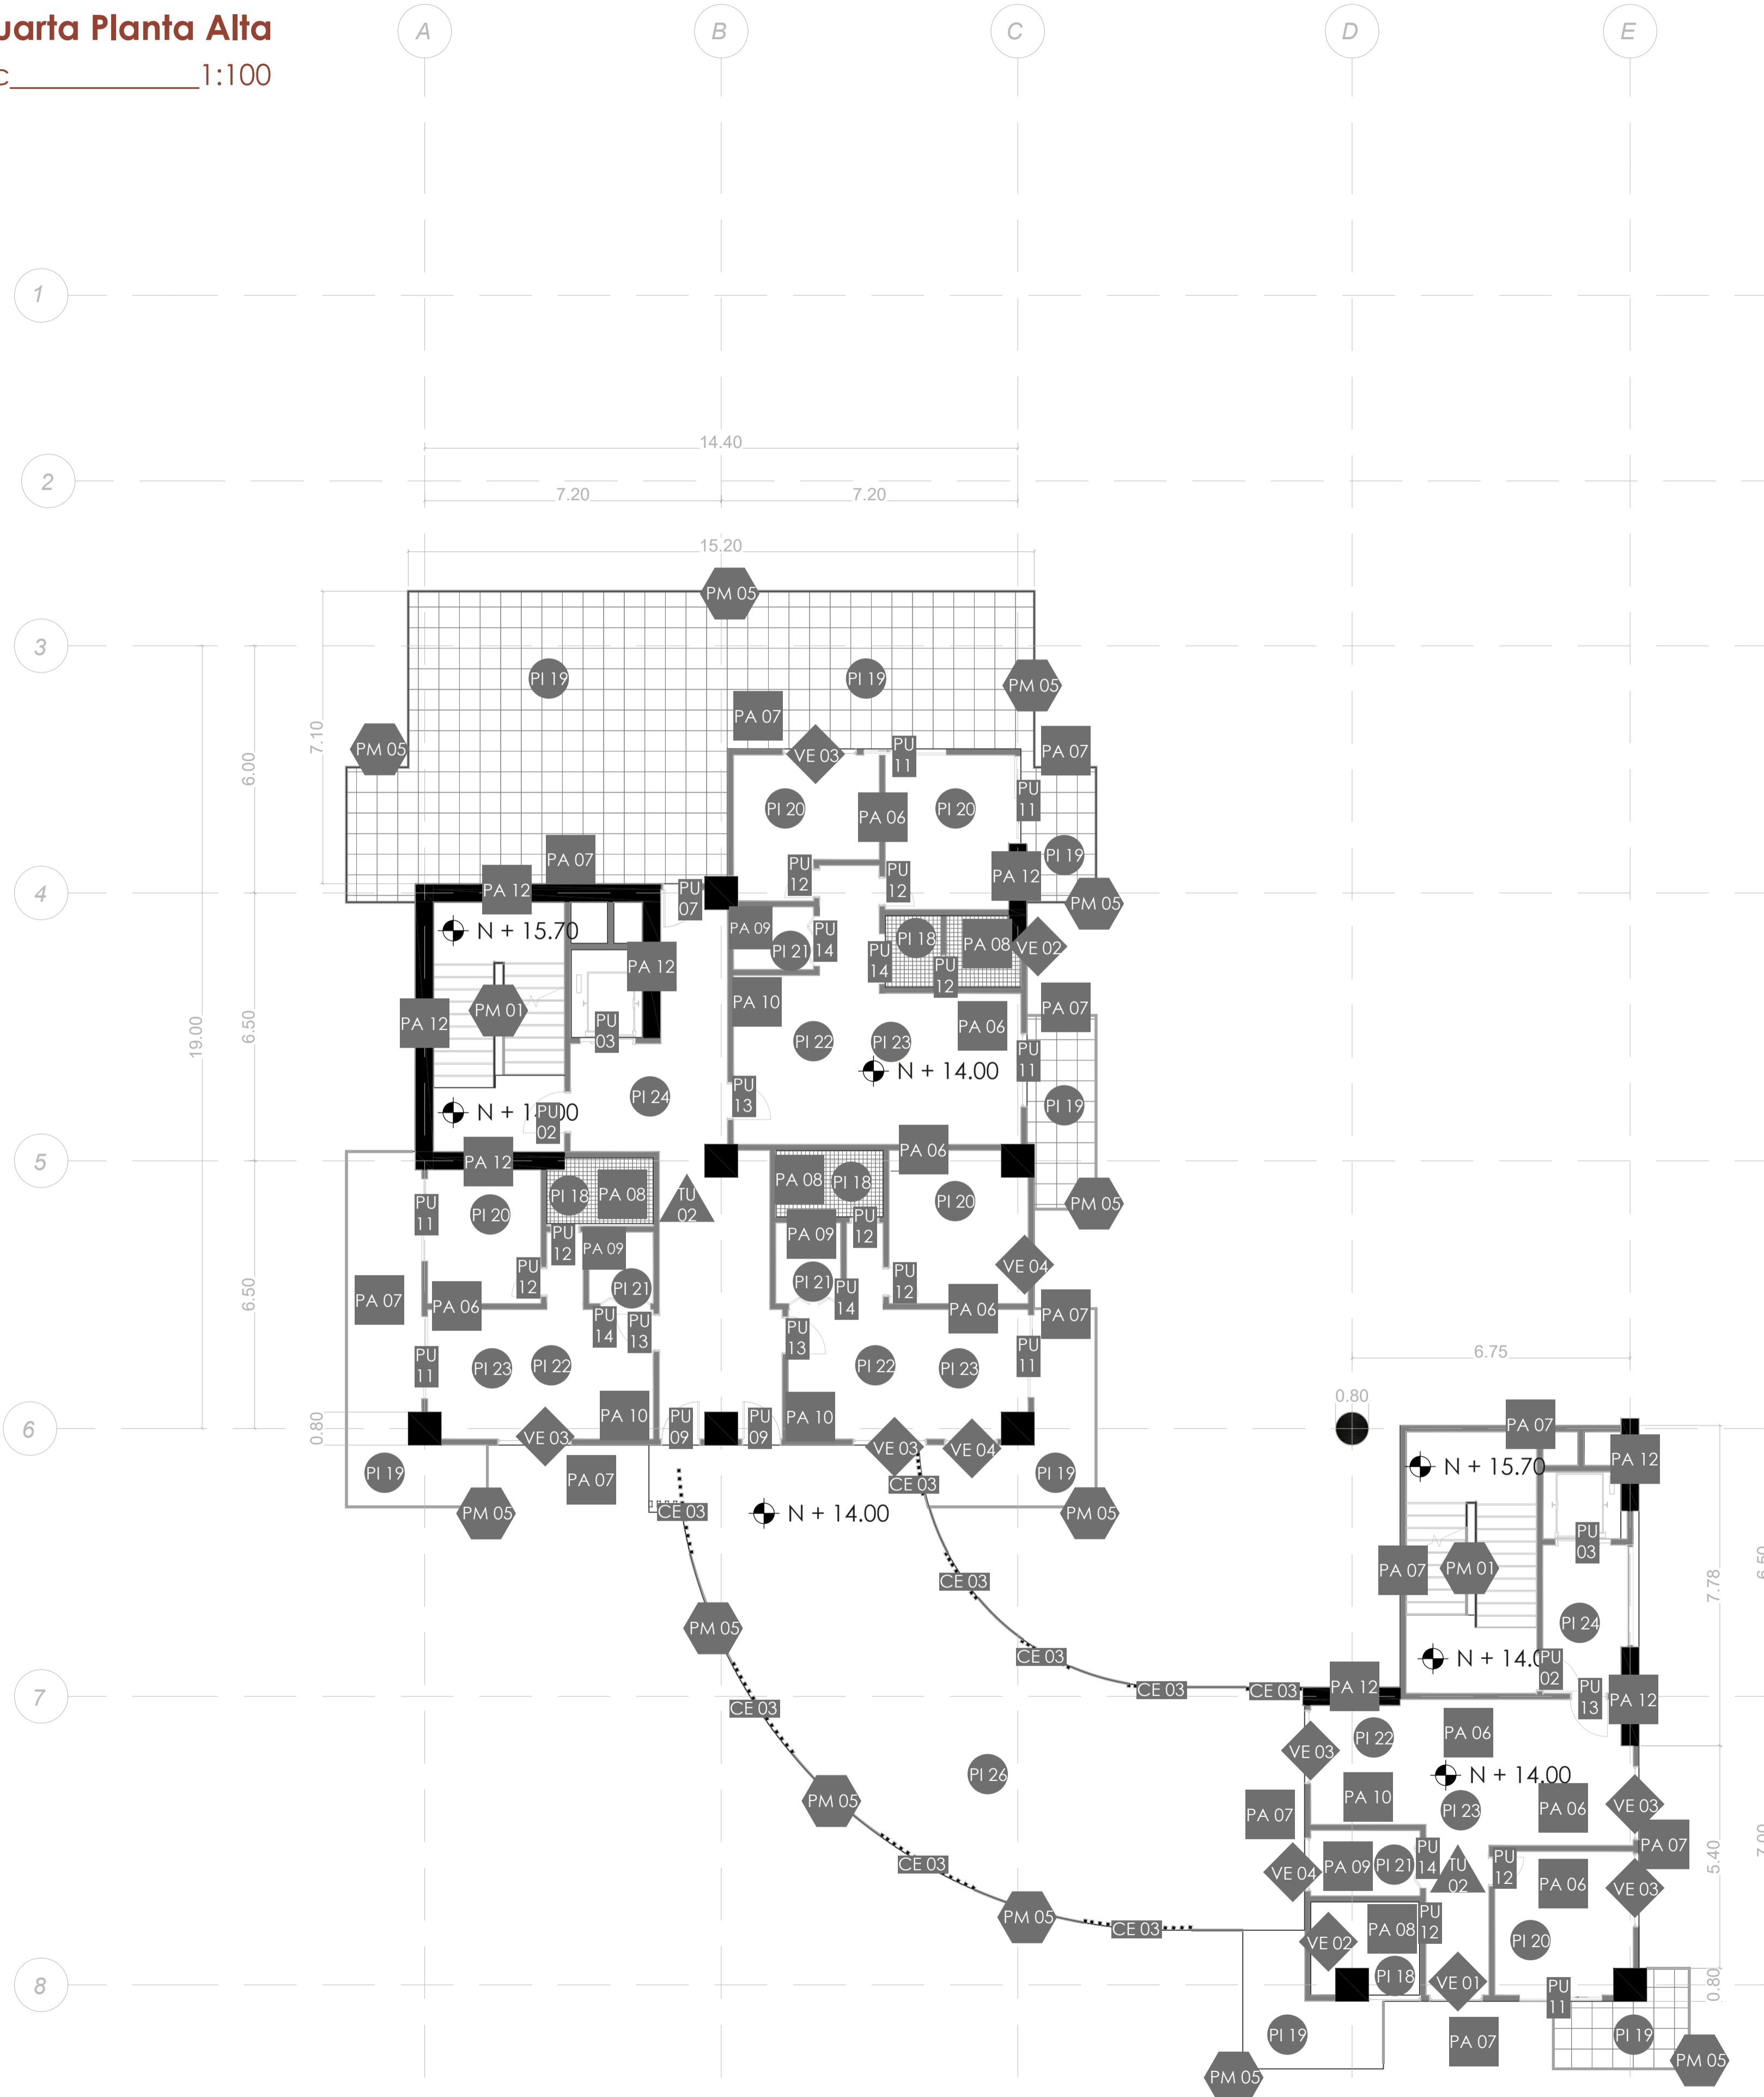 uarta Planta Alta
A
B
C
D
E
c____________1:100
1
14.40
2
7.20
7.20
15.20
PM 05
3
PI 19
PI 19
PM 05
PA 07
7.10
6.00
PM 05
VE 03
PU
11
PA 07
PI 20
PA 06
PI 20
PU
11
PA 07
PI 19
PU
12
PU
12
PA 12
4
PA 12
PU
07
PM 05
N + 15.70
PA 09
PI 21
PU
14
PI 18
PA 08
VE 02
PA 12
PU
14
PU
12
PA 10
PA 07
PM 01
PA 12
PA 06
19.00
6.50
PU
03
PI 22
PI 23
PU
11
N + 14.00
PI 24
PU
13
PI 19
N + 1
00
PU
02
5
PA 12
PA 06
PI 18
PA 08
PA 08
PI 18
TU
02
PI 20
PM 05
PU
11
PI 20
PU
12
PA 09
PA 09
PU
12
VE 04
PU
12
PI 21
PI 21
PU
14
PU
12
6.50
PA 07
PA 06
PA 06
PA 07
PU
14
PU
13
PU
13
PU
11
PI 23
PI 22
PI 22
PI 23
PU
11
6.75
0.80
6
0.80
PA 10
PU
09
PU
09
PA 10
VE 03
VE 03
VE 04
PA 07
PA 12
PI 19
PA 07
CE 03
PI 19
N + 15.70
PM 05
CE 03
N + 14.00
PM 05
PU
03
6.50
CE 03
PA 07
PM 01
7.78
PM 05
PI 24
CE 03
N + 14.0
PU
02
7
CE 03
CE 03
CE 03
PA 12
PU
13
PA 12
PI 22
PA 06
VE 03
PI 26
N + 14.00
PM 05
PA 10
PI 23
PA 06
VE 03
PA 07
PA 07
7.00
5.40
CE 03
VE 04
PA 09
PI 21
PU
14
TU
02
PU
12
PA 06
VE 03
PM 05
CE 03
VE 02
PA 08
PU
12
PI 20
8
PI 18
VE 01
PU
11
0.80
PI 19
PA 07
PI 19
PM 05
PM 05